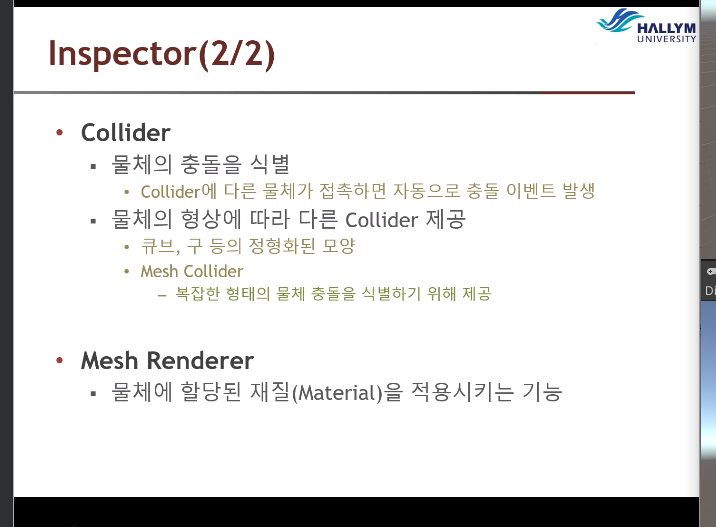 HALLYM
UNIVERSITY
Inspector(2/2)
• Collider
▪ 물체의 충돌을 식별
• Collider에 다른 물체가 접촉하면 자동으로 충돌 이벤트 발생
▪ 물체의 형상에 따라 다른 Collider 제공
• 큐브, 구 등의 정형화된 모양
• Mesh Collider
– 복잡한 형태의 물체 충돌을 식별하기 위해 제공
• Mesh Renderer
▪ 물체에 할당된 재질(Material)을 적용시키는 기능